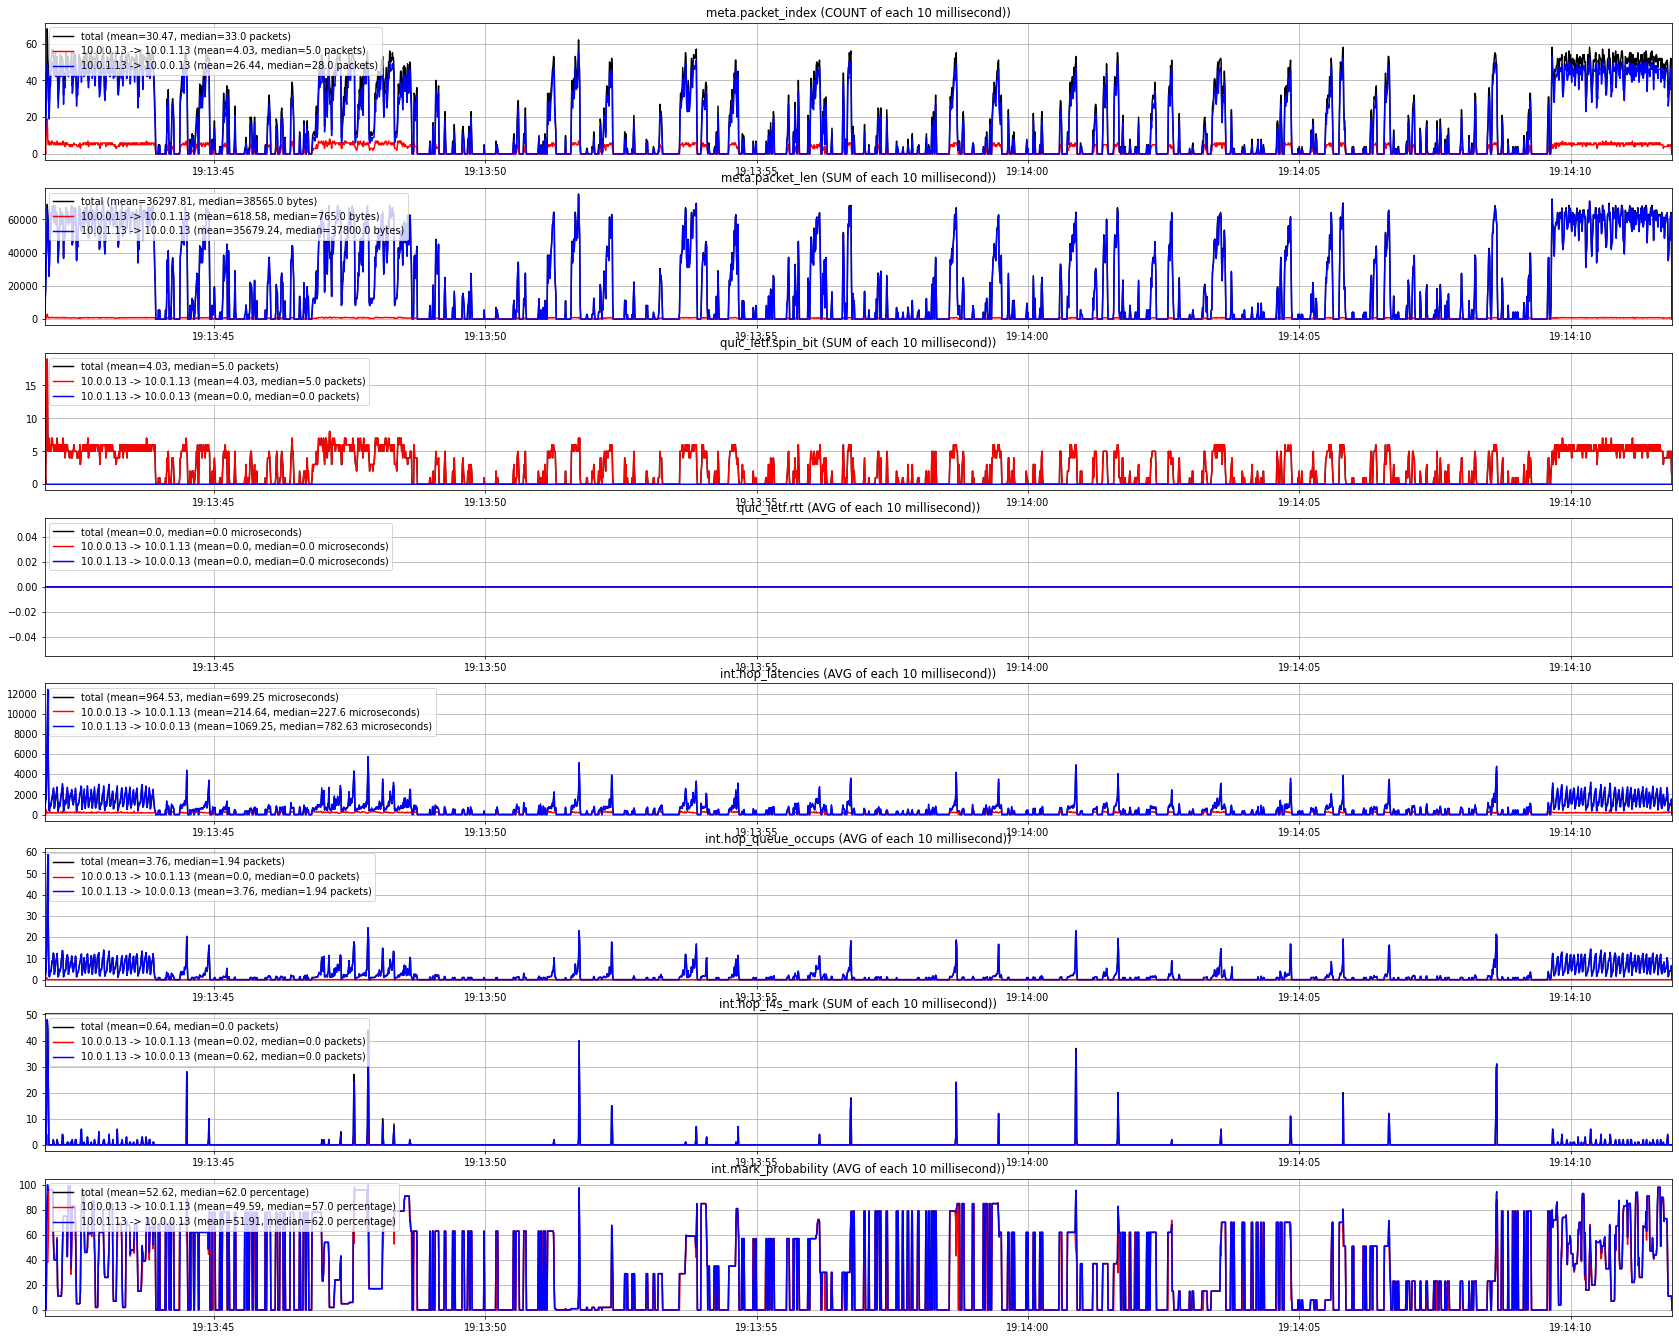 meta.packet_index (COUNT of each 10 millisecond))
total (mean=30.47, median=33.0 packets)
10.0.0.13 -> 10.0.1.13 (mean=4.03, median=5.0 packets)
10.0.1.13 -> 10.0.0.13 (mean=26.44, median=28.0 packets)
60
40
20
0
19:13:45 19:13:50 19:13:55 19:14:00 19:14:05 19:14:10
meta.packet_len (SUM of each 10 millisecond))
total (mean=36297.81, median=38565.0 bytes)
10.0.0.13 -> 10.0.1.13 (mean=618.58, median=765.0 bytes)
10.0.1.13 -> 10.0.0.13 (mean=35679.24, median=37800.0 bytes)
60000
40000
20000
0
19:13:45 19:13:50 19:13:55 19:14:00 19:14:05 19:14:10
quic_ietf.spin_bit (SUM of each 10 millisecond))
total (mean=4.03, median=5.0 packets)
10.0.0.13 -> 10.0.1.13 (mean=4.03, median=5.0 packets)
10.0.1.13 -> 10.0.0.13 (mean=0.0, median=0.0 packets)
15
10
5
0
19:13:45 19:13:50 19:13:55 19:14:00 19:14:05 19:14:10
quic_ietf.rtt (AVG of each 10 millisecond))
total (mean=0.0, median=0.0 microseconds)
10.0.0.13 -> 10.0.1.13 (mean=0.0, median=0.0 microseconds)
10.0.1.13 -> 10.0.0.13 (mean=0.0, median=0.0 microseconds)
0.04
0.02
0.00
−0.02
−0.04
19:13:45 19:13:50 19:13:55 19:14:00 19:14:05 19:14:10
int.hop_latencies (AVG of each 10 millisecond))
total (mean=964.53, median=699.25 microseconds)
10.0.0.13 -> 10.0.1.13 (mean=214.64, median=227.6 microseconds)
10.0.1.13 -> 10.0.0.13 (mean=1069.25, median=782.63 microseconds)
12000
10000
8000
6000
4000
2000
0
19:13:45 19:13:50 19:13:55 19:14:00 19:14:05 19:14:10
int.hop_queue_occups (AVG of each 10 millisecond))
total (mean=3.76, median=1.94 packets)
10.0.0.13 -> 10.0.1.13 (mean=0.0, median=0.0 packets)
10.0.1.13 -> 10.0.0.13 (mean=3.76, median=1.94 packets)
60
50
40
30
20
10
0
19:13:45 19:13:50 19:13:55 19:14:00 19:14:05 19:14:10
int.hop_l4s_mark (SUM of each 10 millisecond))
total (mean=0.64, median=0.0 packets)
10.0.0.13 -> 10.0.1.13 (mean=0.02, median=0.0 packets)
10.0.1.13 -> 10.0.0.13 (mean=0.62, median=0.0 packets)
50
40
30
20
10
0
19:13:45 19:13:50 19:13:55 19:14:00 19:14:05 19:14:10
int.mark_probability (AVG of each 10 millisecond))
total (mean=52.62, median=62.0 percentage)
10.0.0.13 -> 10.0.1.13 (mean=49.59, median=57.0 percentage)
10.0.1.13 -> 10.0.0.13 (mean=51.91, median=62.0 percentage)
100
80
60
40
20
0
19:13:45 19:13:50 19:13:55 19:14:00 19:14:05 19:14:10